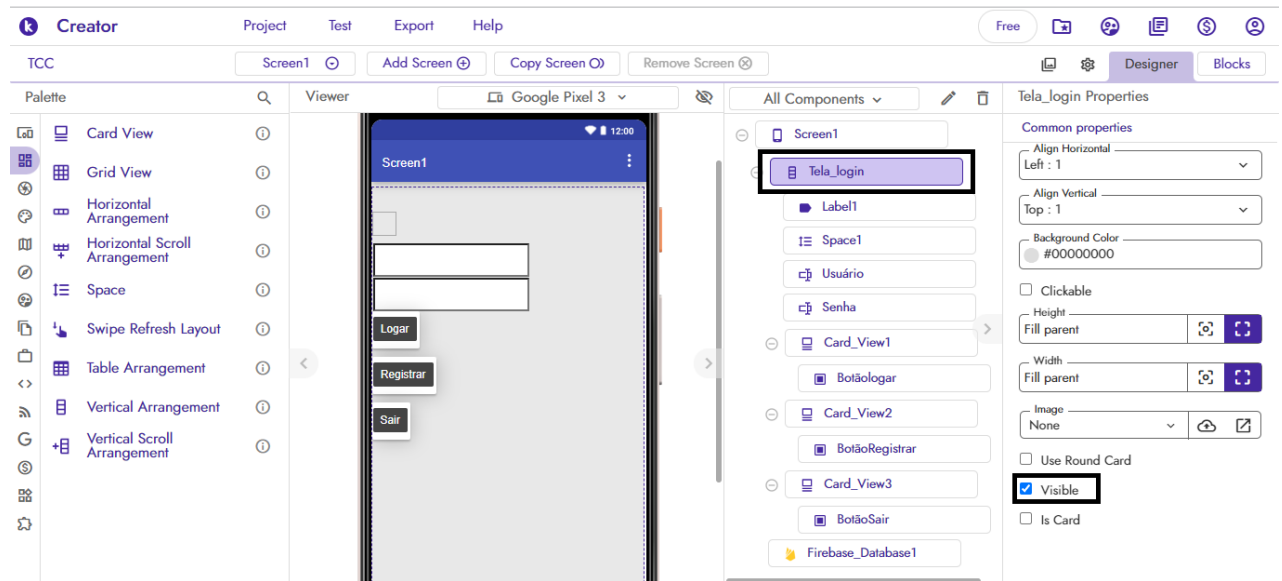 Creator
Project
Test
Export
Help
Free
TCC
Screen1
Add Screen
Copy Screen
Remove Screen
Designer
Blocks
Palette
Card View
Grid View
Horizontal
Arrangement
Horizontal Scroll
Arrangement
Space
Swipe Refresh Layout
Table Arrangement
Vertical Arrangement
Vertical Scroll
Arrangement
Viewer
Google Pixel 3
12:00
Screen1
Logar
Registrar
Sair
All Components
Screen1
Tela_login
Label1
Space1
Usuário
Senha
Card_View1
Botãologar
Card_View2
BotãoRegistrar
Card_View3
BotãoSair
Firebase_Database1
Tela_login Properties
Common properties
Align Horizontal
Left : 1
Align Vertical
Top : 1
Background Color
#00000000
Clickable
Height
Fill parent
Width
Fill parent
Image
None
Use Round Card
Visible
Is Card